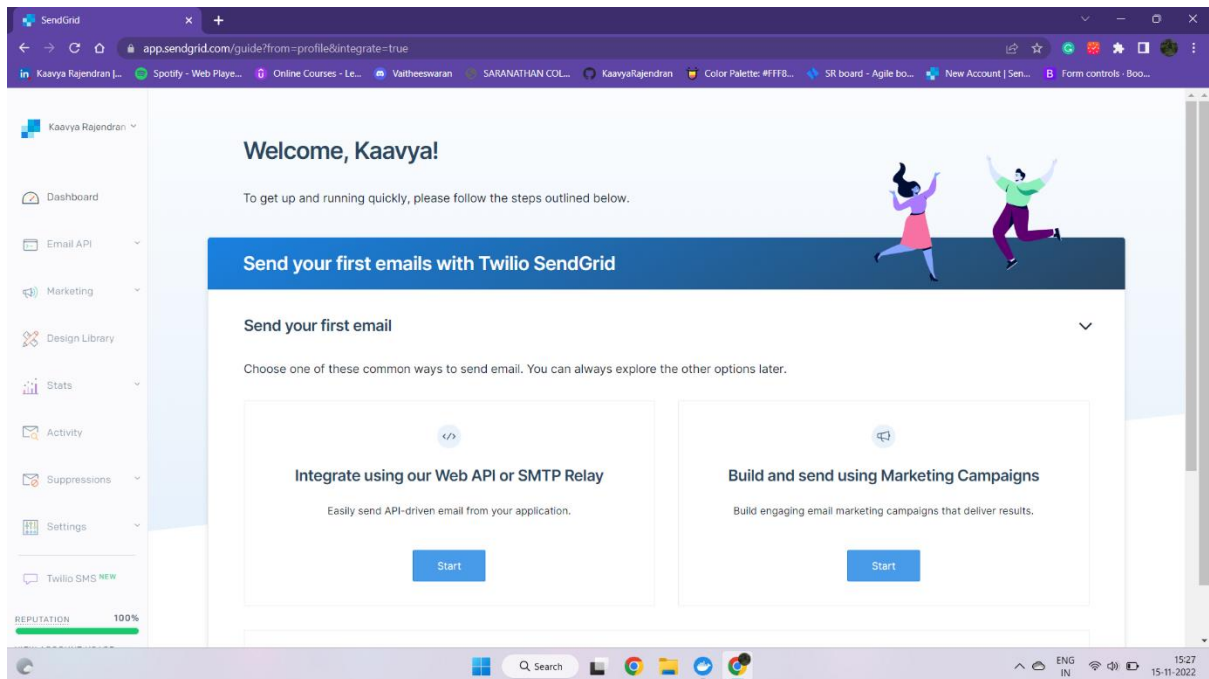 SendGrid
app.sendgrid.com/guide?from=profile&integrate=true
in Kaavya Rajendran |... Spotify - Web Playe... Online Courses - Le... Vaitheeswaran SARANATHAN COL... KaavyaRajendran Color Palette: #FFF8... SR board - Agile bo... New Account | Sen... B Form controls · Boo...
Kaavya Rajendran
Dashboard
Email API
Marketing
Design Library
Stats
Activity
Suppressions
Settings
Twilio SMS NEW
REPUTATION 100%
Welcome, Kaavya!
To get up and running quickly, please follow the steps outlined below.
Send your first emails with Twilio SendGrid
Send your first email
Choose one of these common ways to send email. You can always explore the other options later.
Integrate using our Web API or SMTP Relay
Easily send API-driven email from your application.
Start
Build and send using Marketing Campaigns
Build engaging email marketing campaigns that deliver results.
Start
Search
ENG
IN
15:27
15-11-2022